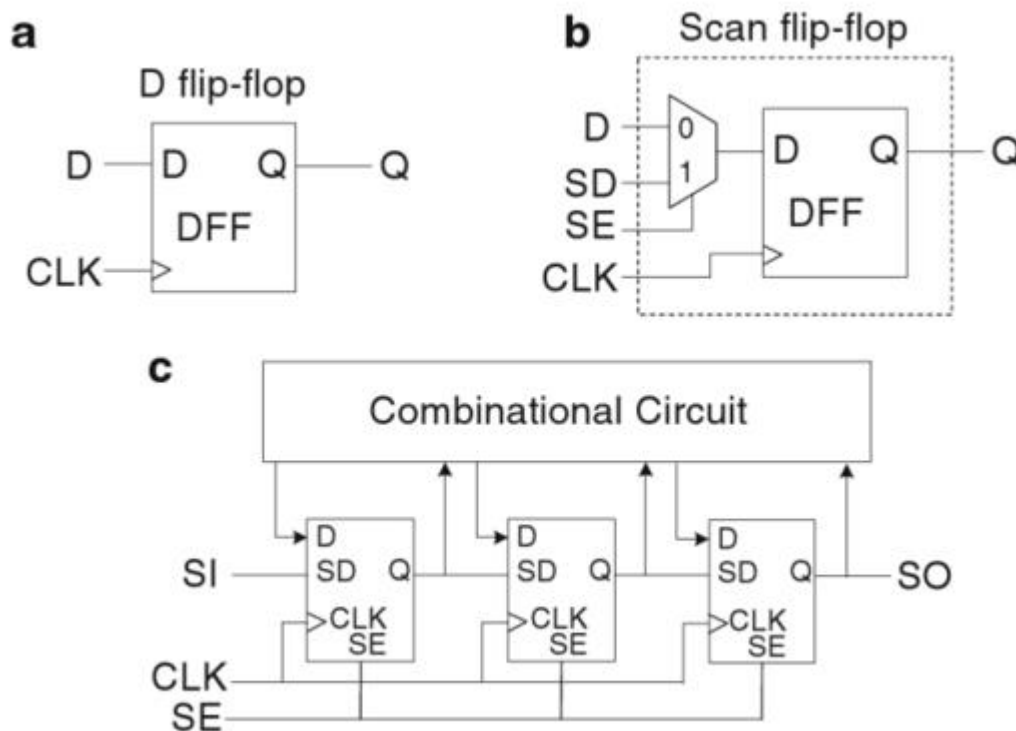 a
D flip-flop
D D Q Q
DFF
CLK
b
Scan flip-flop
D 0
D Q Q
SD 1
DFF
SE
CLK
c
Combinational Circuit
D D D
SI SD Q SD Q SD Q SO
CLK CLK CLK
SE SE SE
CLK
SE